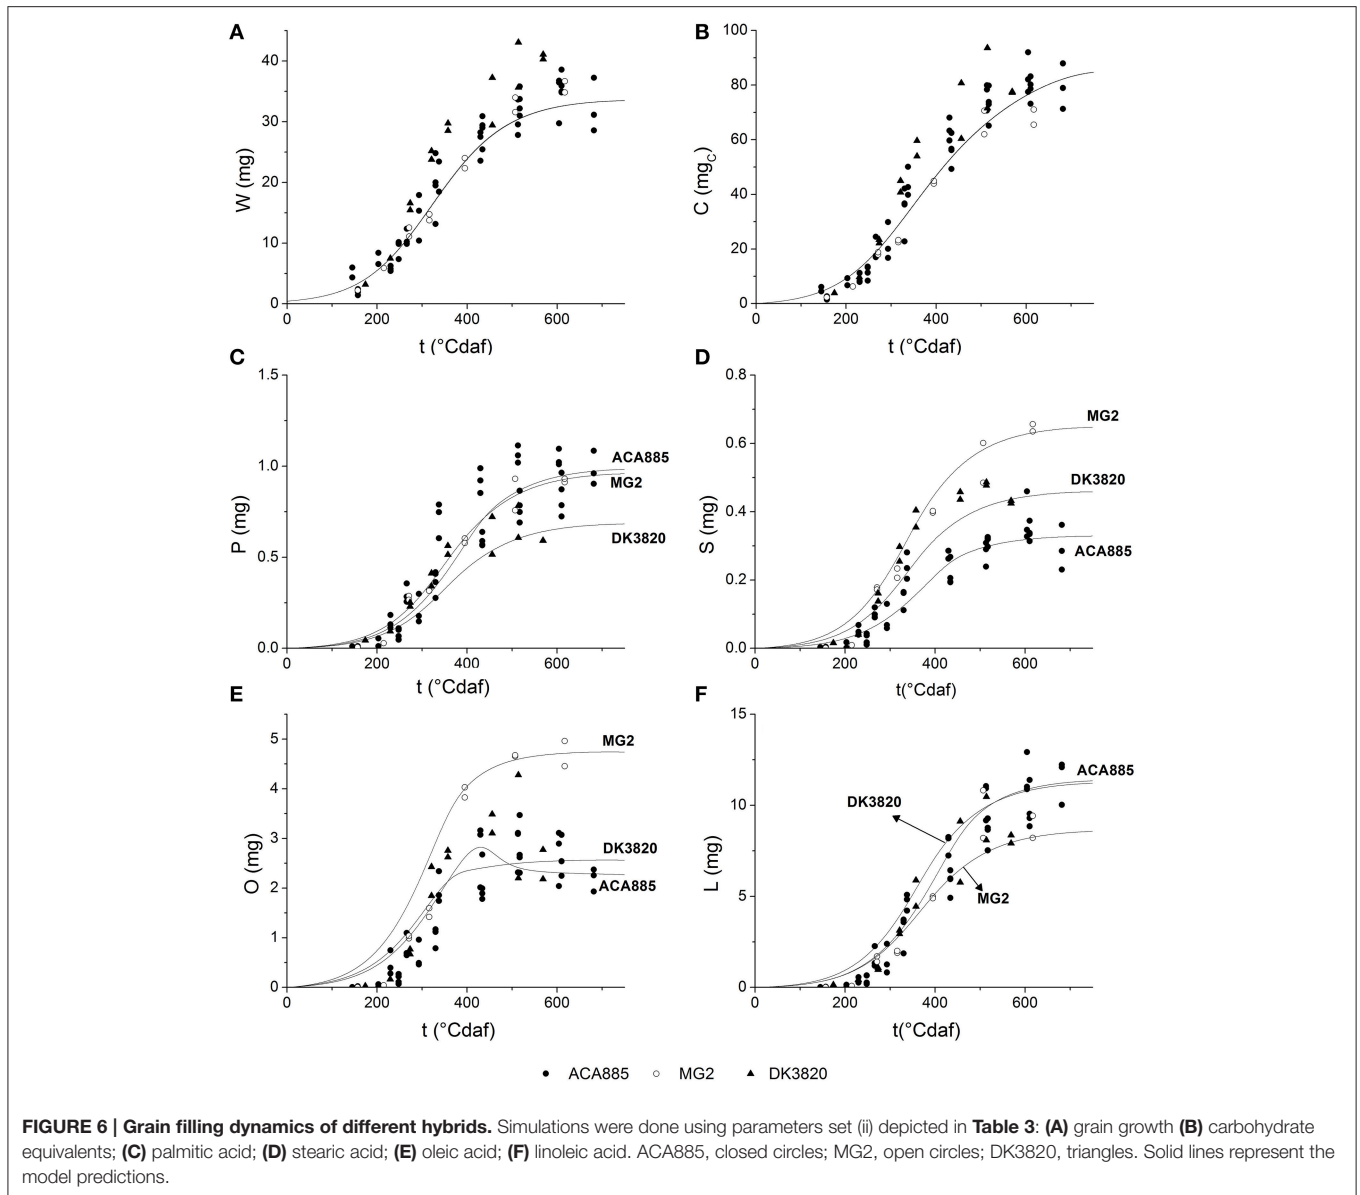 A
W (mg)
40
30
20
10
0
0 200 400 600
t (°Cdaf)
B
C (mgC)
100
80
60
40
20
0
0 200 400 600
t (°Cdaf)
C
P (mg)
1.5
1.0
0.5
0.0
ACA885
MG2
DK3820
0 200 400 600
t (°Cdaf)
D
S (mg)
0.8
0.6
0.4
0.2
0.0
MG2
DK3820
ACA885
0 200 400 600
t(°Cdaf)
E
O (mg)
5
4
3
2
1
0
MG2
DK3820
ACA885
0 200 400 600
t (°Cdaf)
F
L (mg)
15
10
5
0
ACA885
DK3820
MG2
0 200 400 600
t(°Cdaf)
ACA885 MG2 DK3820
FIGURE 6 | Grain filling dynamics of different hybrids. Simulations were done using parameters set (ii) depicted in Table 3: (A) grain growth (B) carbohydrate
equivalents; (C) palmitic acid; (D) stearic acid; (E) oleic acid; (F) linoleic acid. ACA885, closed circles; MG2, open circles; DK3820, triangles. Solid lines represent the
model predictions.